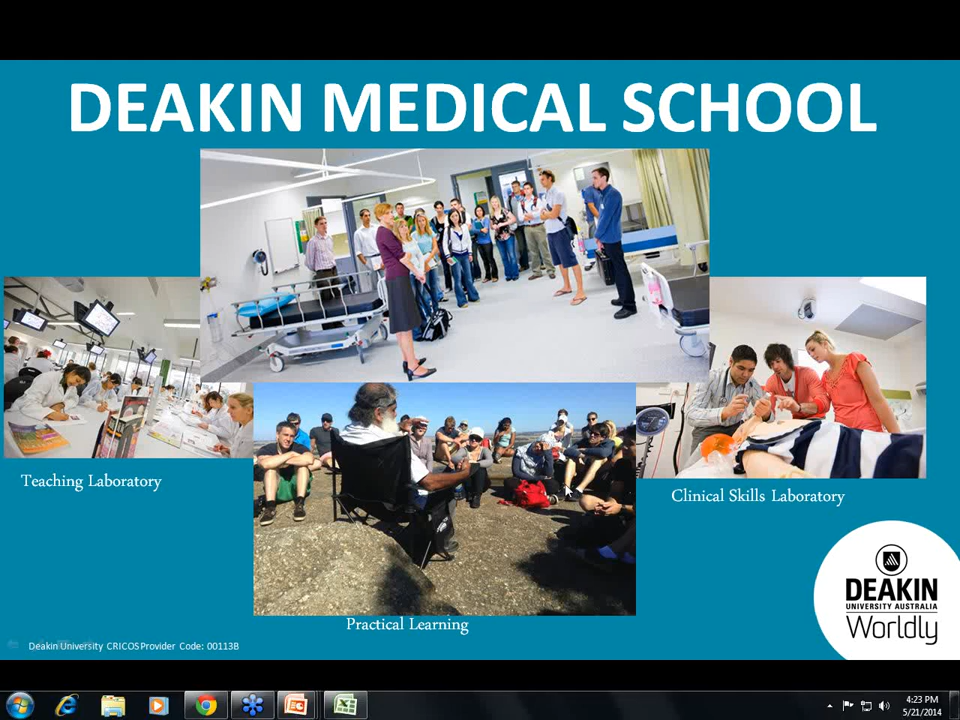 DEAKIN MEDICAL SCHOOL
Teaching Laboratory
Clinical Skills Laboratory
Practical Learning
DEAKIN
UNIVERSITY AUSTRALIA
Worldly
Deakin University CRICOS Provider Code: 00113B
4:23 PM
5/21/2014